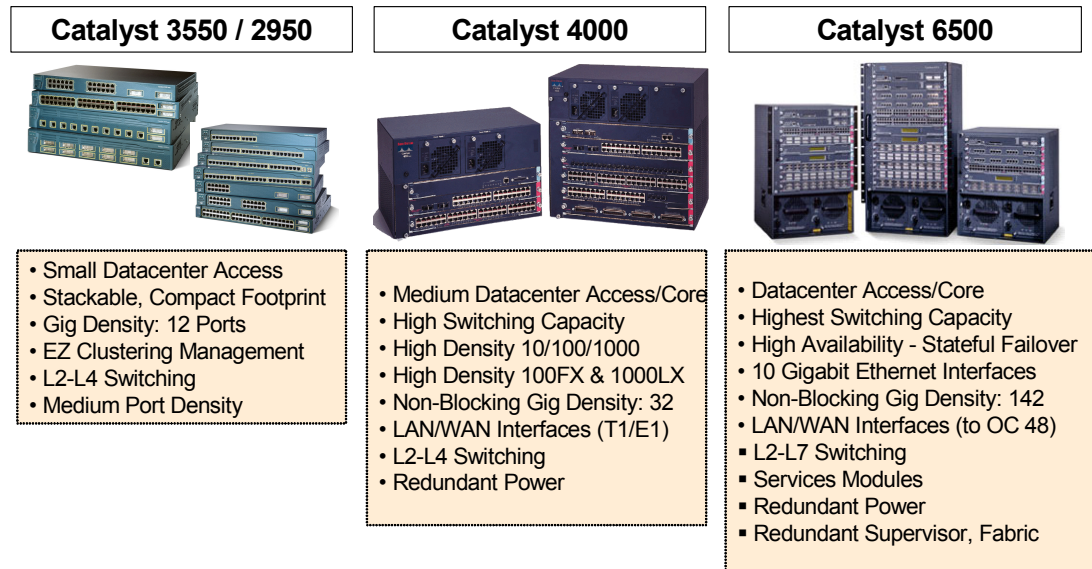 Catalyst 3550 / 2950
• Small Datacenter Access
• Stackable, Compact Footprint
• Gig Density: 12 Ports
• EZ Clustering Management
• L2-L4 Switching
• Medium Port Density
Catalyst 4000
• Medium Datacenter Access/Core
• High Switching Capacity
• High Density 10/100/1000
• High Density 100FX & 1000LX
• Non-Blocking Gig Density: 32
• LAN/WAN Interfaces (T1/E1)
• L2-L4 Switching
• Redundant Power
Catalyst 6500
• Datacenter Access/Core
• Highest Switching Capacity
• High Availability - Stateful Failover
• 10 Gigabit Ethernet Interfaces
• Non-Blocking Gig Density: 142
• LAN/WAN Interfaces (to OC 48)
▪ L2-L7 Switching
▪ Services Modules
▪ Redundant Power
▪ Redundant Supervisor, Fabric